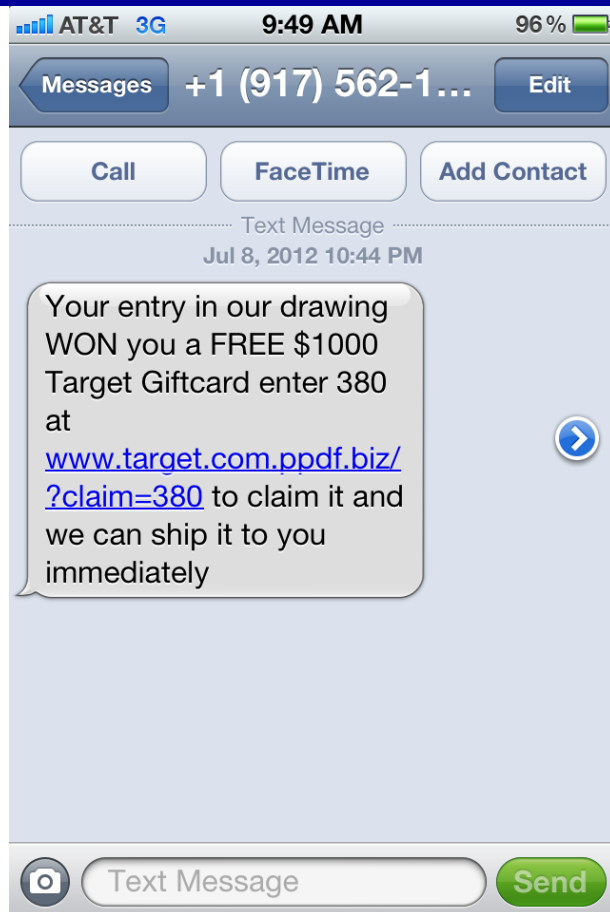 AT&T 3G 9:49 AM 96%
Messages +1 (917) 562-1... Edit
Call FaceTime Add Contact
Text Message
Jul 8, 2012 10:44 PM
Your entry in our drawing
WON you a FREE $1000
Target Giftcard enter 380
at
www.target.com.ppdf.biz/
?claim=380 to claim it and
we can ship it to you
immediately
Text Message Send